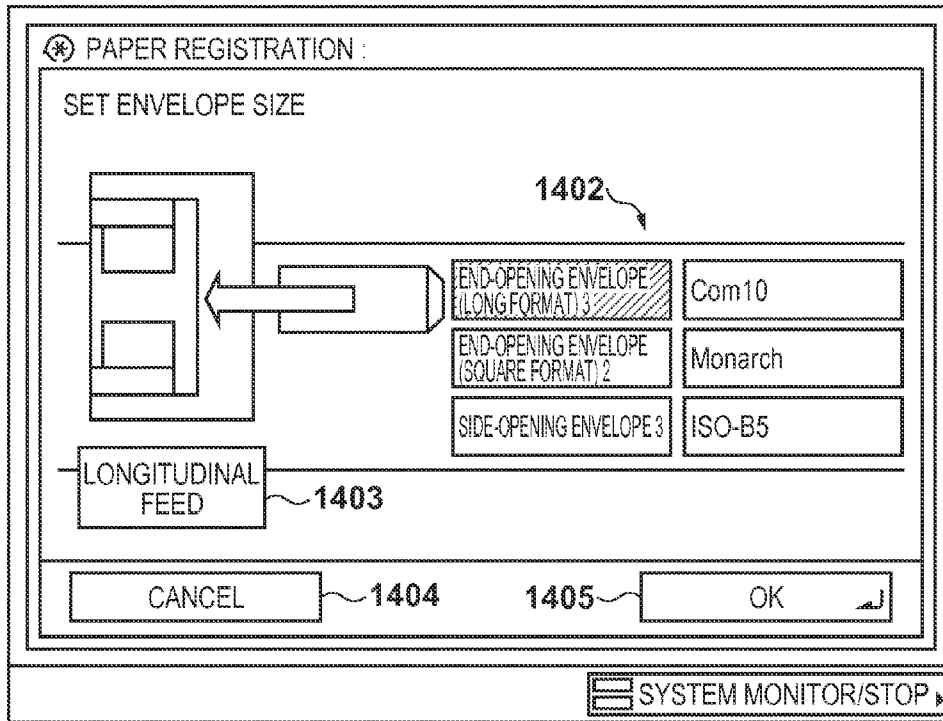 PAPER REGISTRATION :
SET ENVELOPE SIZE
1402
END-OPENING ENVELOPE
(LONG FORMAT) 3
Com10
END-OPENING ENVELOPE
(SQUARE FORMAT) 2
Monarch
SIDE-OPENING ENVELOPE 3
ISO-B5
LONGITUDINAL
FEED
1403
CANCEL
1404
1405
OK
SYSTEM MONITOR/STOP